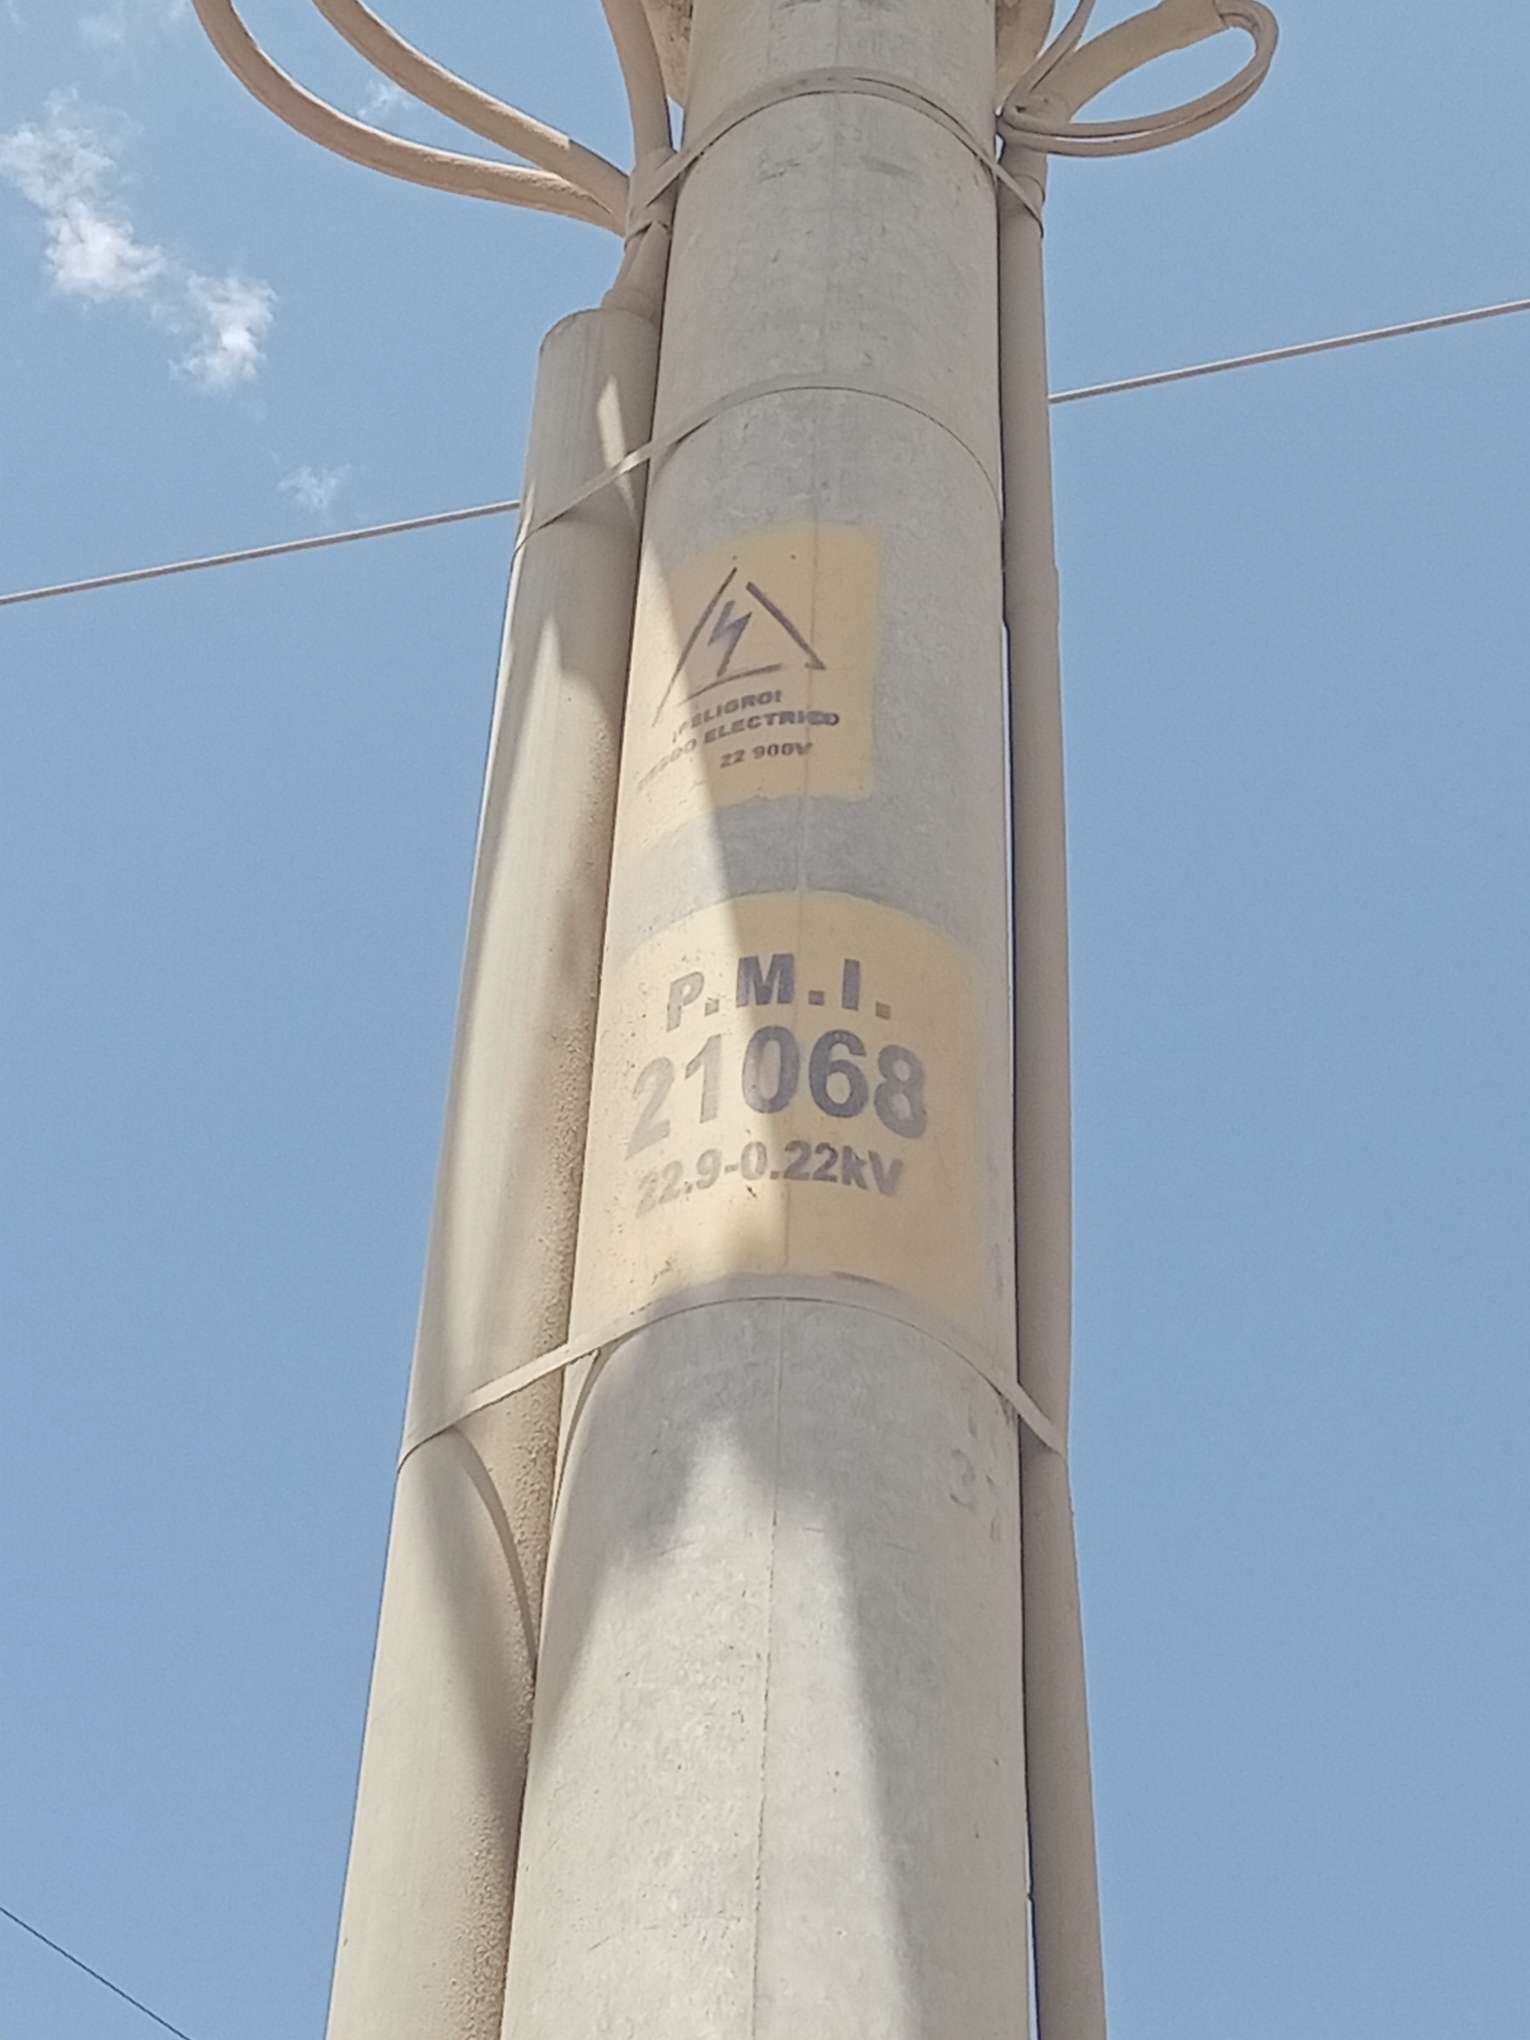 ¡PELIGRO!
RIESGO ELECTRICO
22 900V
P.M.I.
21068
22.9-0.22kV